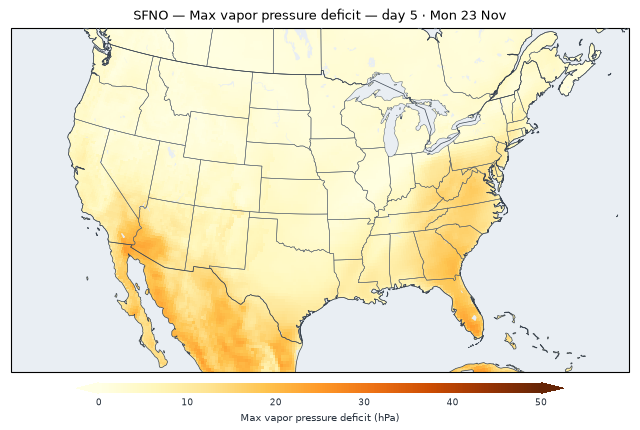 SFNO — Max vapor pressure deficit — day 5 · Mon 23 Nov
0 10 20 30 40 50
Max vapor pressure deficit (hPa)